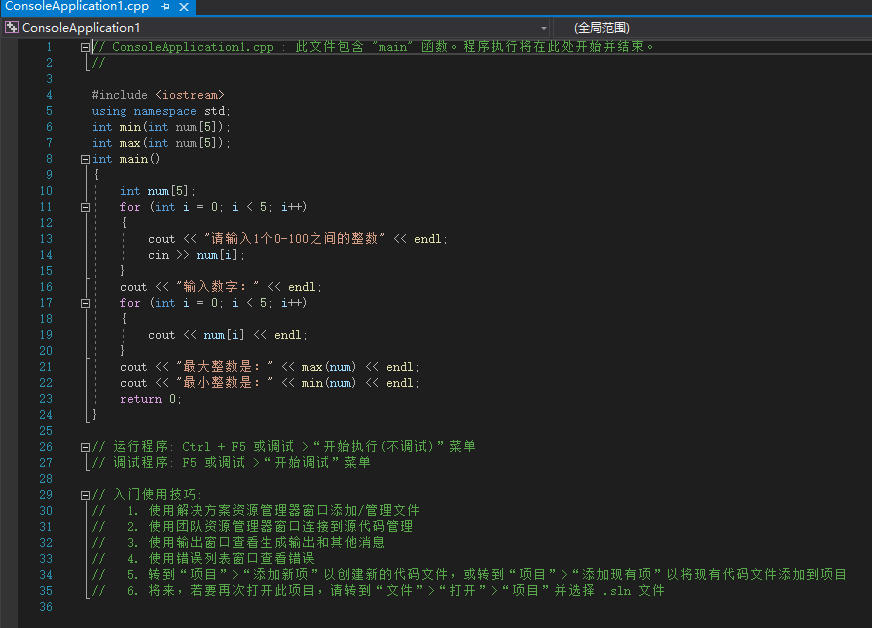 ConsoleApplication1.cpp
ConsoleApplication1 (全局范围)
1 // ConsoleApplication1.cpp : 此文件包含 "main" 函数。程序执行将在此处开始并结束。
2 //
3
4 #include <iostream>
5 using namespace std;
6 int min(int num[5]);
7 int max(int num[5]);
8 int main()
9 {
10 int num[5];
11 for (int i = 0; i < 5; i++)
12 {
13 cout << "请输入1个0-100之间的整数" << endl;
14 cin >> num[i];
15 }
16 cout << "输入数字：" << endl;
17 for (int i = 0; i < 5; i++)
18 {
19 cout << num[i] << endl;
20 }
21 cout << "最大整数是：" << max(num) << endl;
22 cout << "最小整数是：" << min(num) << endl;
23 return 0;
24 }
25
26 // 运行程序: Ctrl + F5 或调试 >“开始执行(不调试)”菜单
27 // 调试程序: F5 或调试 >“开始调试”菜单
28
29 // 入门使用技巧:
30 // 1. 使用解决方案资源管理器窗口添加/管理文件
31 // 2. 使用团队资源管理器窗口连接到源代码管理
32 // 3. 使用输出窗口查看生成输出和其他消息
33 // 4. 使用错误列表窗口查看错误
34 // 5. 转到“项目”>“添加新项”以创建新的代码文件，或转到“项目”>“添加现有项”以将现有代码文件添加到项目
35 // 6. 将来，若要再次打开此项目，请转到“文件”>“打开”>“项目”并选择 .sln 文件
36